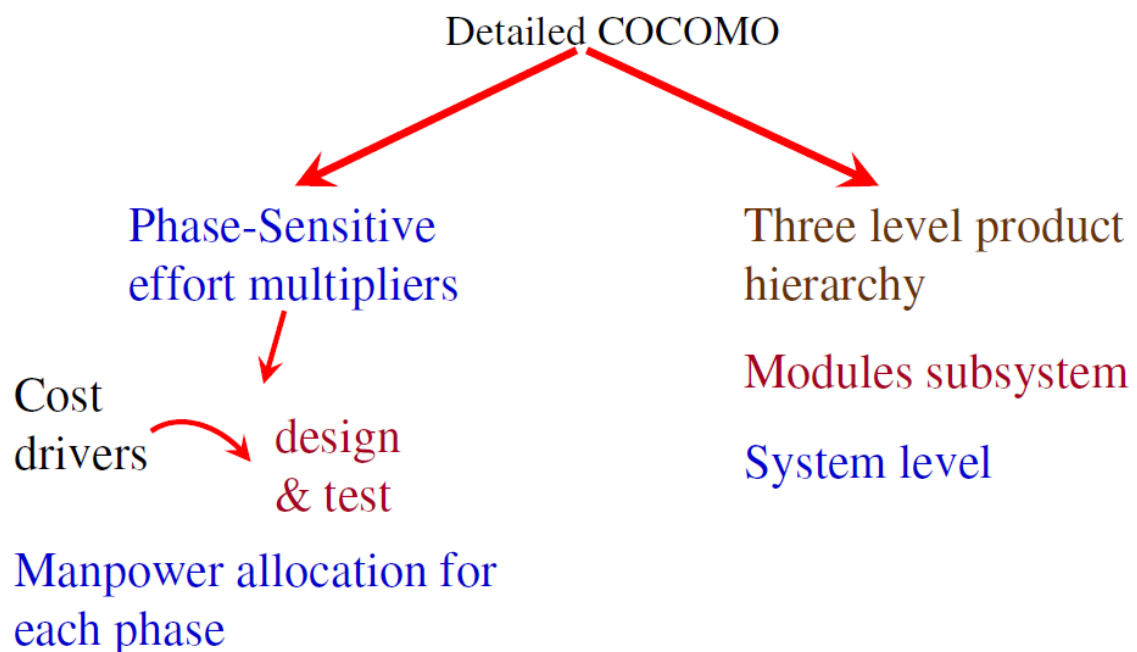 Detailed COCOMO
Phase-Sensitive
effort multipliers
Cost
drivers
design
& test
Manpower allocation for
each phase
Three level product
hierarchy
Modules subsystem
System level